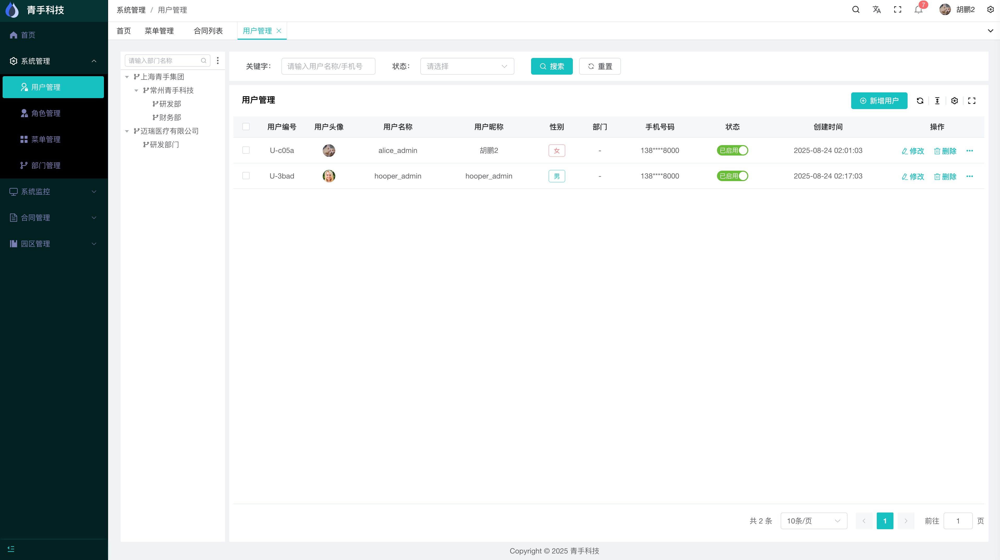 青手科技
系统管理 / 用户管理
7
胡鹏2
首页 菜单管理 合同列表 用户管理
首页
系统管理
用户管理
角色管理
菜单管理
部门管理
系统监控
合同管理
园区管理
请输入部门名称
上海青手集团
常州青手科技
研发部
财务部
迈瑞医疗有限公司
研发部门
关键字： 请输入用户名称/手机号 状态： 请选择 搜索 重置
用户管理 新增用户
用户编号 用户头像 用户名称 用户昵称 性别 部门 手机号码 状态 创建时间 操作
U-c05a alice_admin 胡鹏2 女 - 138****8000 已启用 2025-08-24 02:01:03 修改 删除
U-3bad hooper_admin hooper_admin 男 - 138****8000 已启用 2025-08-24 02:17:03 修改 删除
共 2 条 10条/页 1 前往 1 页
Copyright © 2025 青手科技